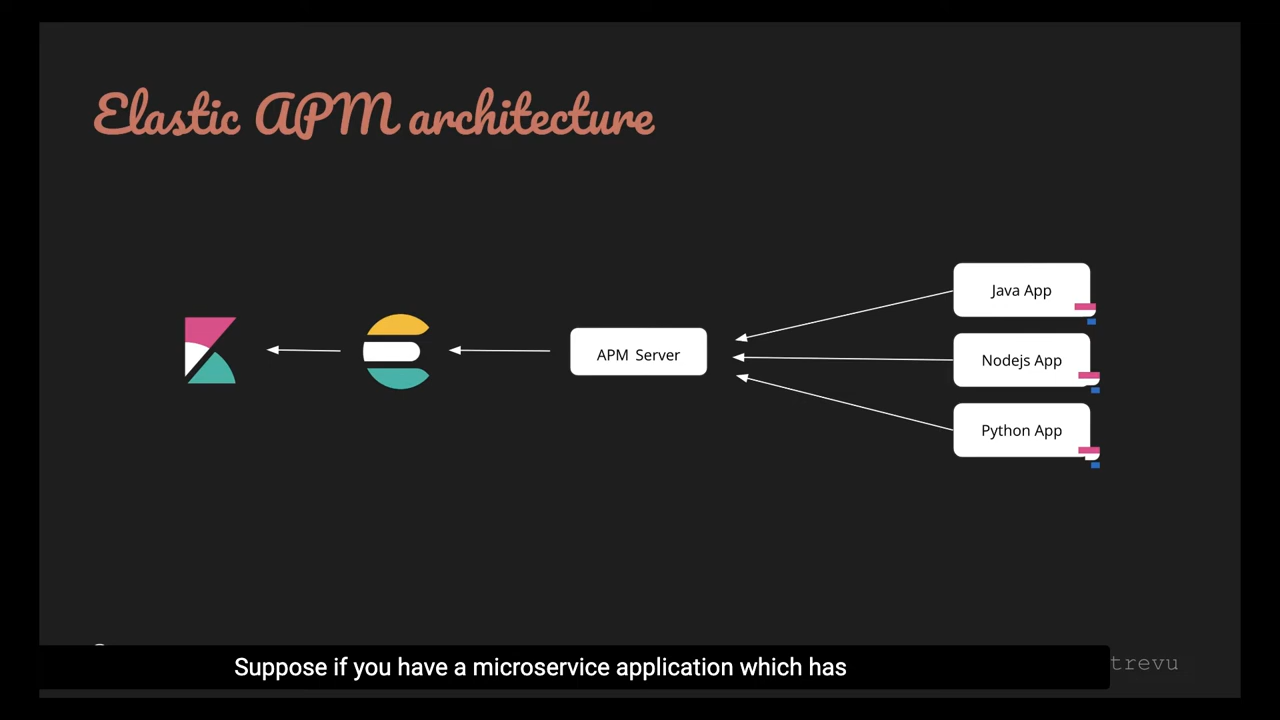 Elastic APM architecture
Java App
APM Server
Nodejs App
Python App
trevu
Suppose if you have a microservice application which has